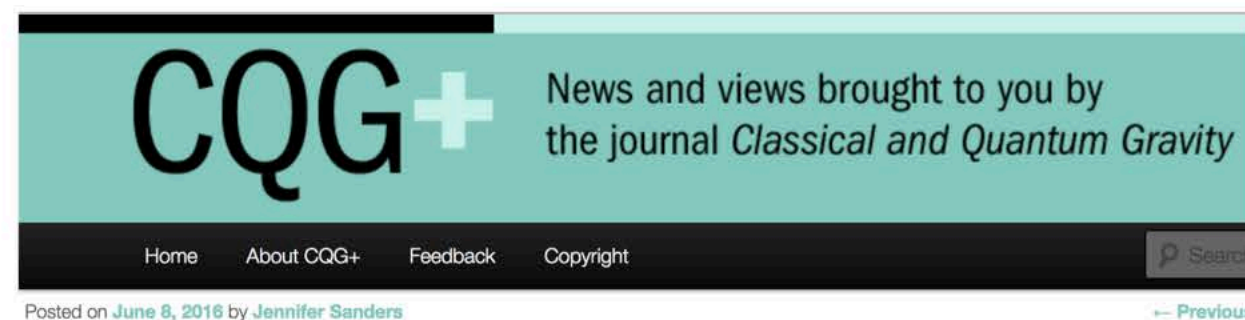 CQG+
News and views brought to you by
the journal Classical and Quantum Gravity
Home About CQG+ Feedback Copyright
Posted on June 8, 2016 by Jennifer Sanders ← Previous